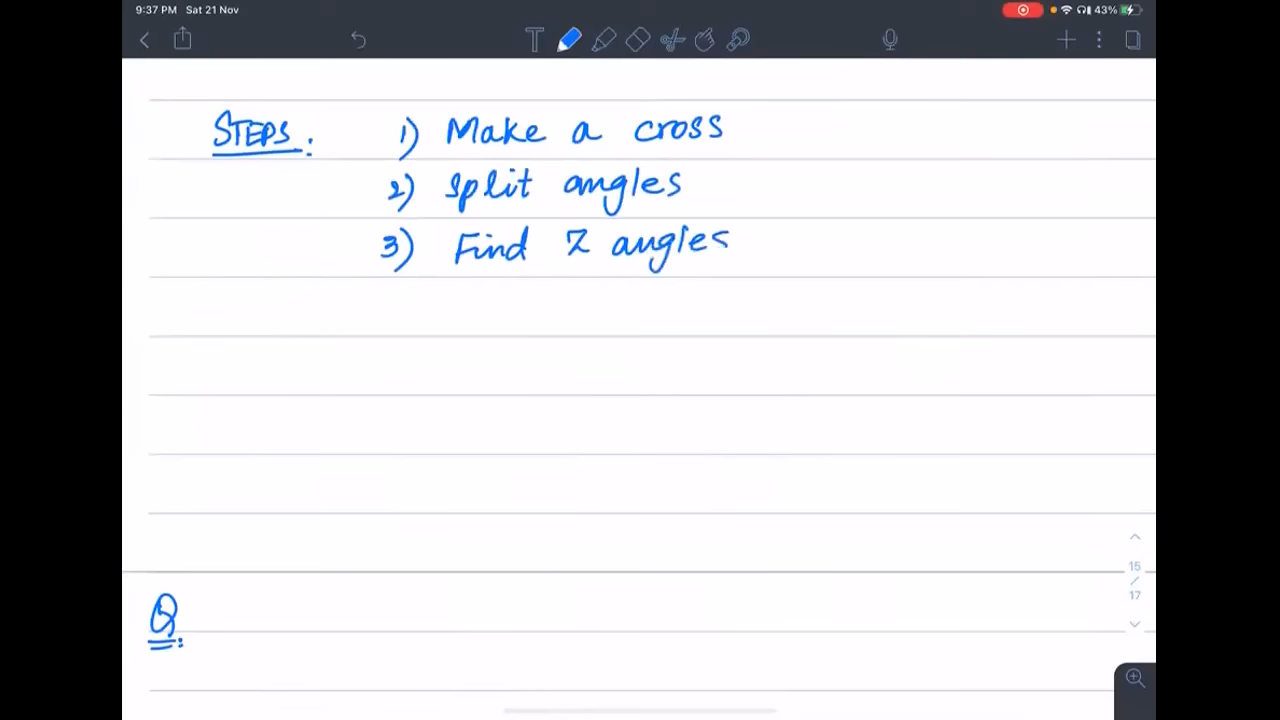 9:37 PM Sat 21 Nov
43%
STEPS: 1) Make a cross
2) Split angles
3) Find Z angles
15
/
17
Q: